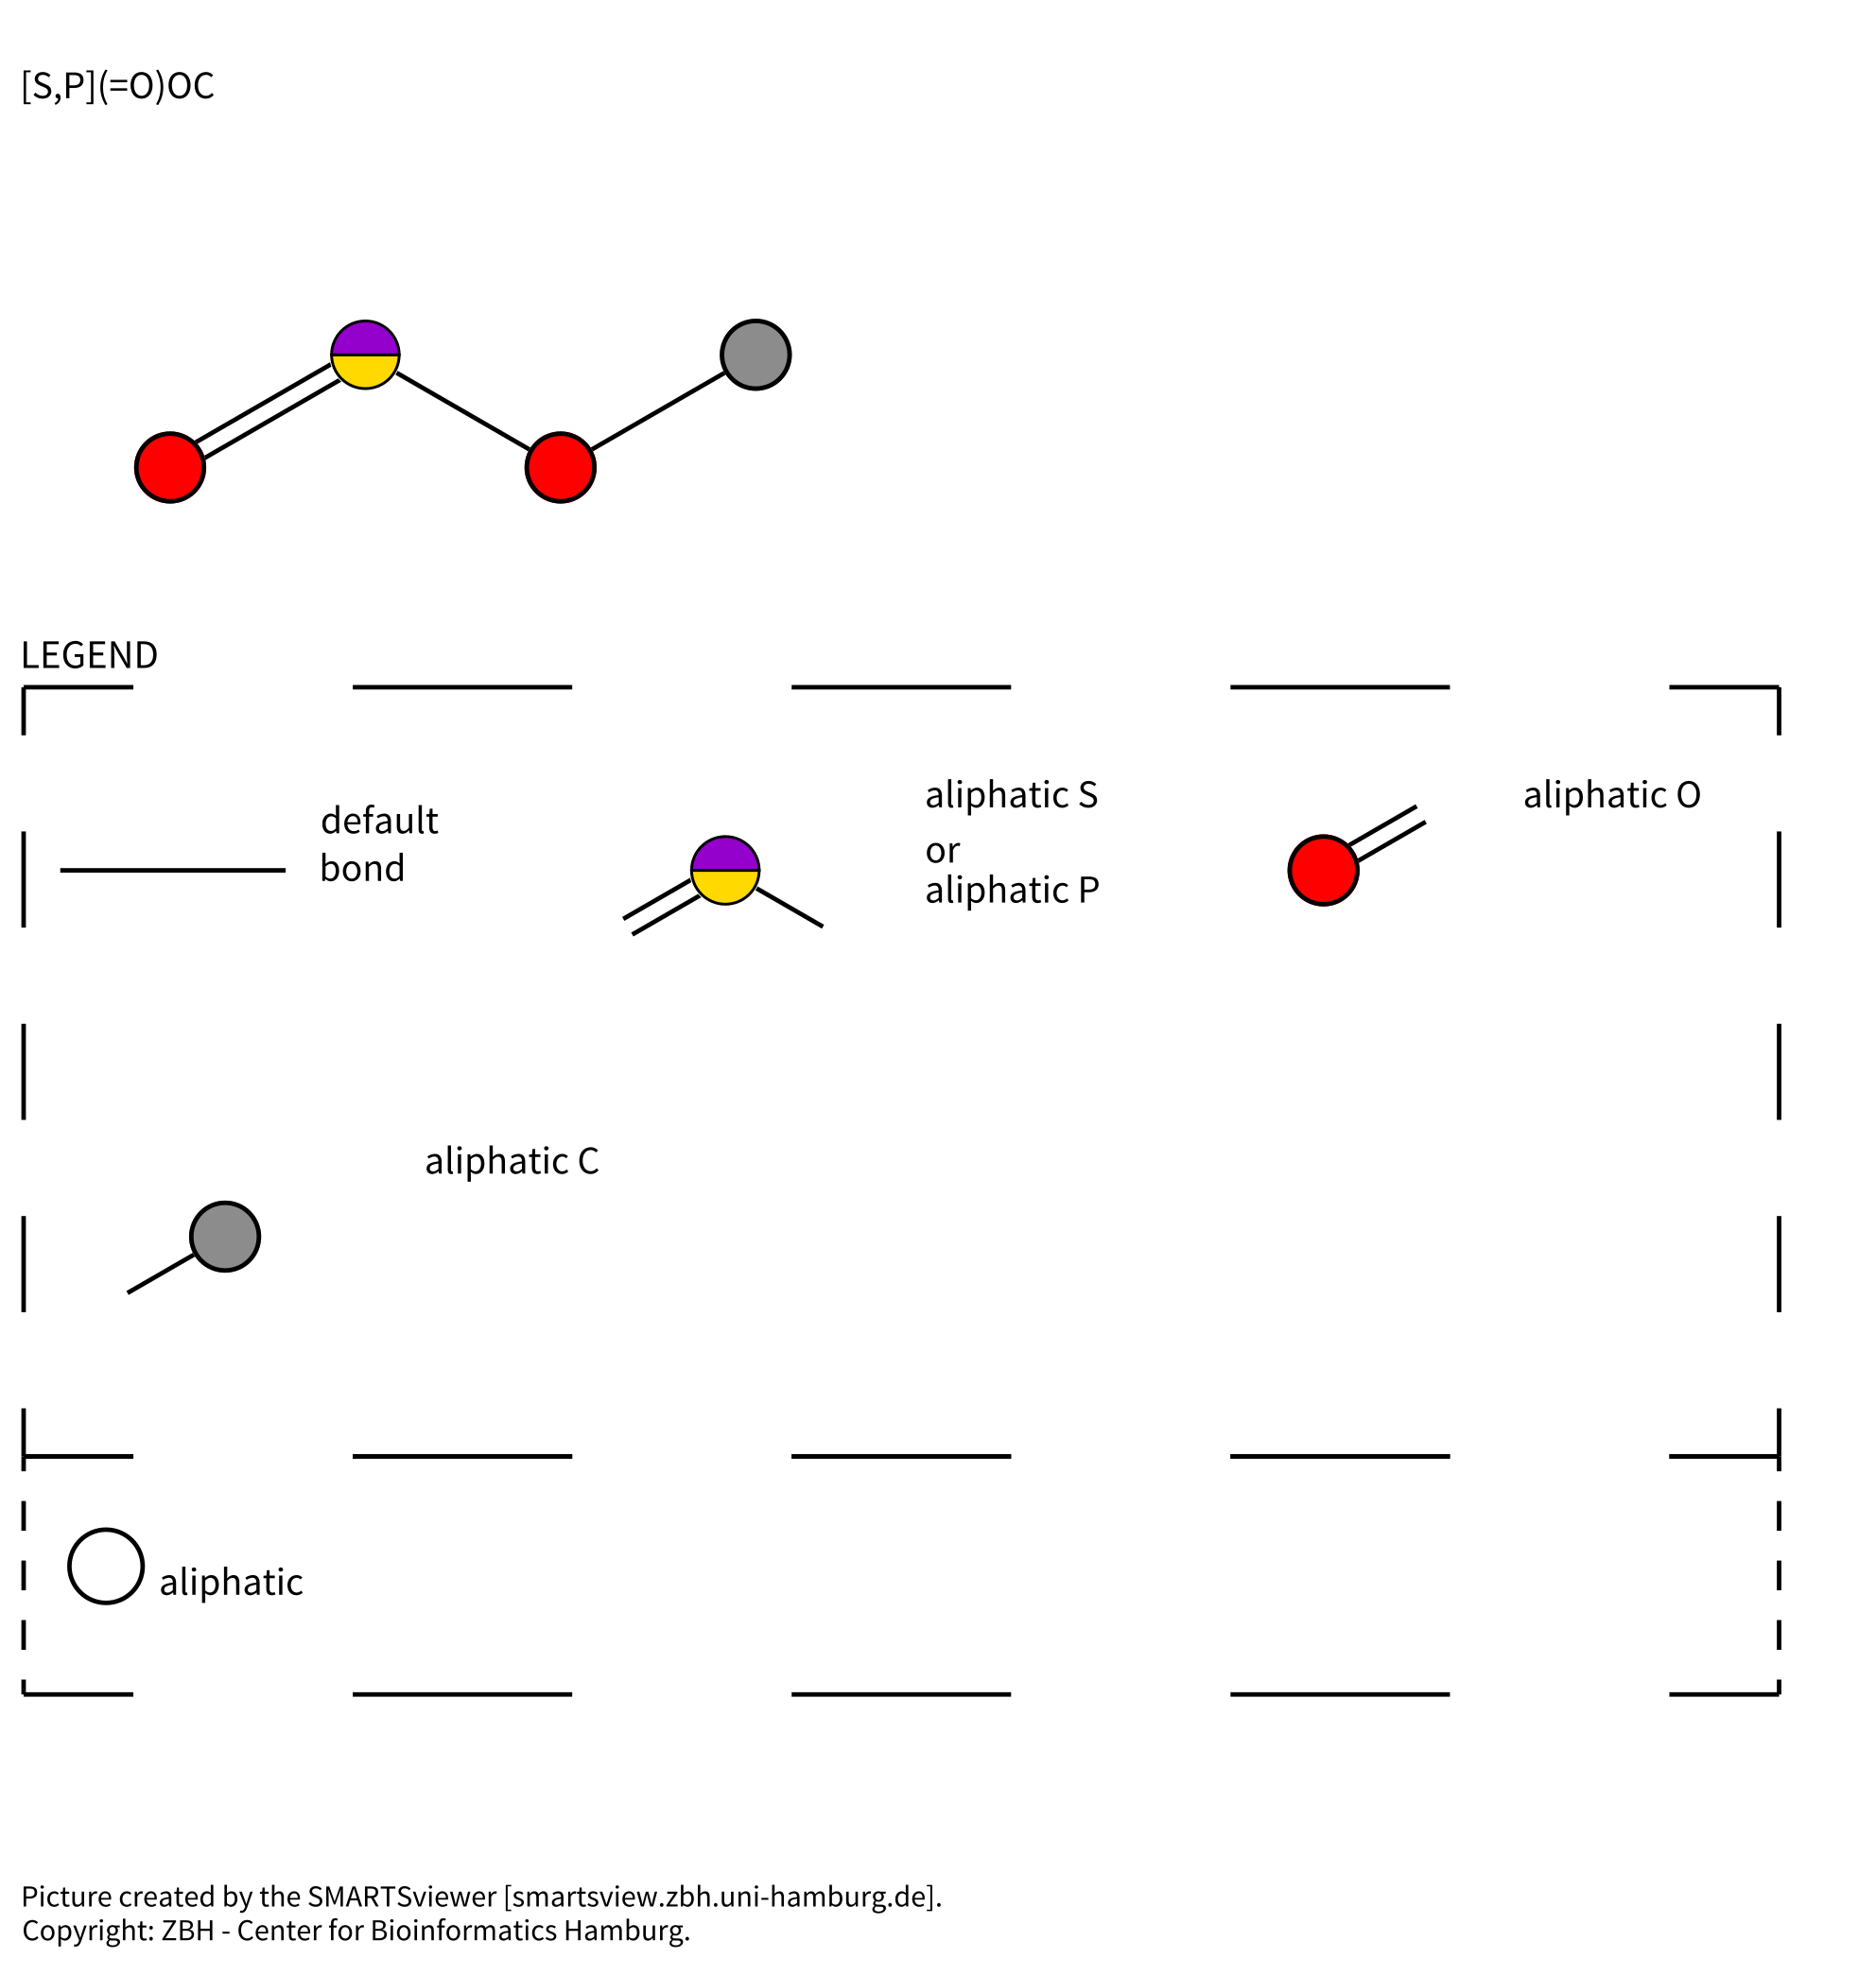 [S,P](=O)OC
LEGEND
default
bond
aliphatic S
or
aliphatic P
aliphatic O
aliphatic C
aliphatic
Picture created by the SMARTSviewer [smartsview.zbh.uni-hamburg.de].
Copyright: ZBH - Center for Bioinformatics Hamburg.